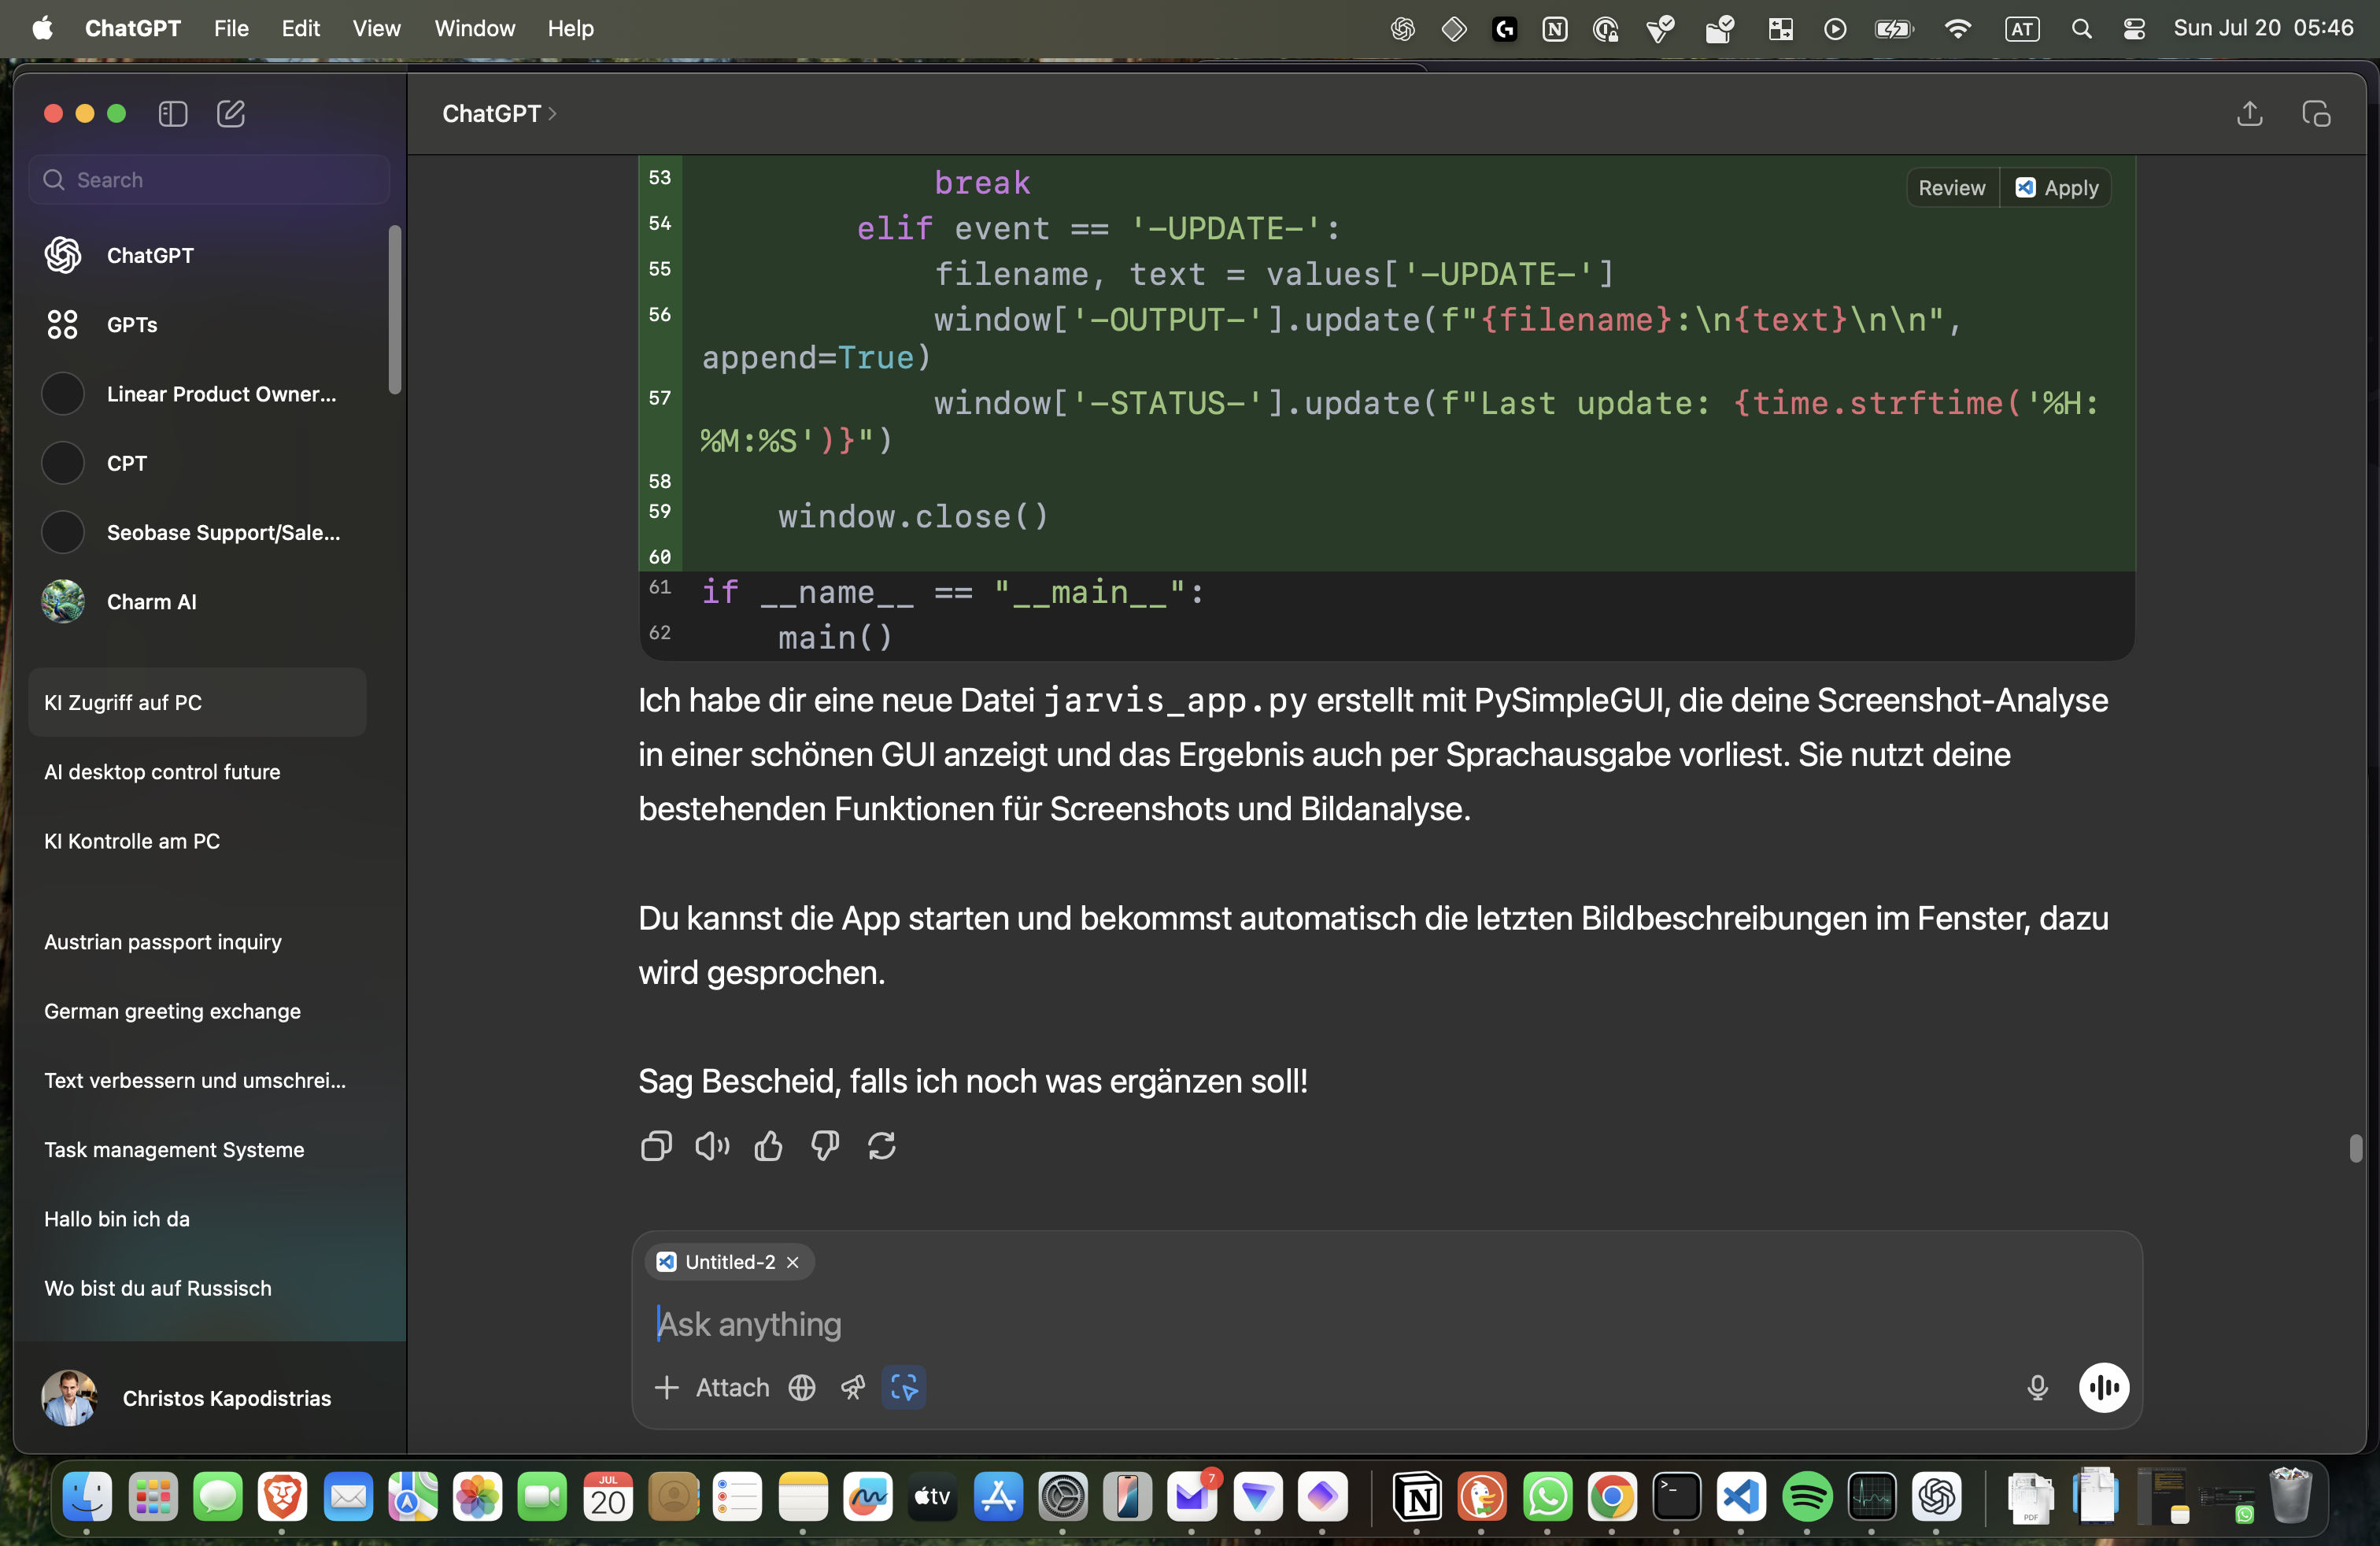 ChatGPT File Edit View Window Help
AT Sun Jul 20 05:46
Search
ChatGPT
GPTs
Linear Product Owner...
CPT
Seobase Support/Sale...
Charm AI
KI Zugriff auf PC
AI desktop control future
KI Kontrolle am PC
Austrian passport inquiry
German greeting exchange
Text verbessern und umschrei...
Task management Systeme
Hallo bin ich da
Wo bist du auf Russisch
Christos Kapodistrias
ChatGPT
Review Apply
53 break
54 elif event == '-UPDATE-':
55 filename, text = values['-UPDATE-']
56 window['-OUTPUT-'].update(f"{filename}:\n{text}\n\n",
append=True)
57 window['-STATUS-'].update(f"Last update: {time.strftime('%H:
%M:%S')}")
58
59 window.close()
60
61 if __name__ == "__main__":
62 main()
Ich habe dir eine neue Datei jarvis_app.py erstellt mit PySimpleGUI, die deine Screenshot-Analyse
in einer schönen GUI anzeigt und das Ergebnis auch per Sprachausgabe vorliest. Sie nutzt deine
bestehenden Funktionen für Screenshots und Bildanalyse.
Du kannst die App starten und bekommst automatisch die letzten Bildbeschreibungen im Fenster, dazu
wird gesprochen.
Sag Bescheid, falls ich noch was ergänzen soll!
Untitled-2
Ask anything
Attach
JUL
20
tv
7
PDF